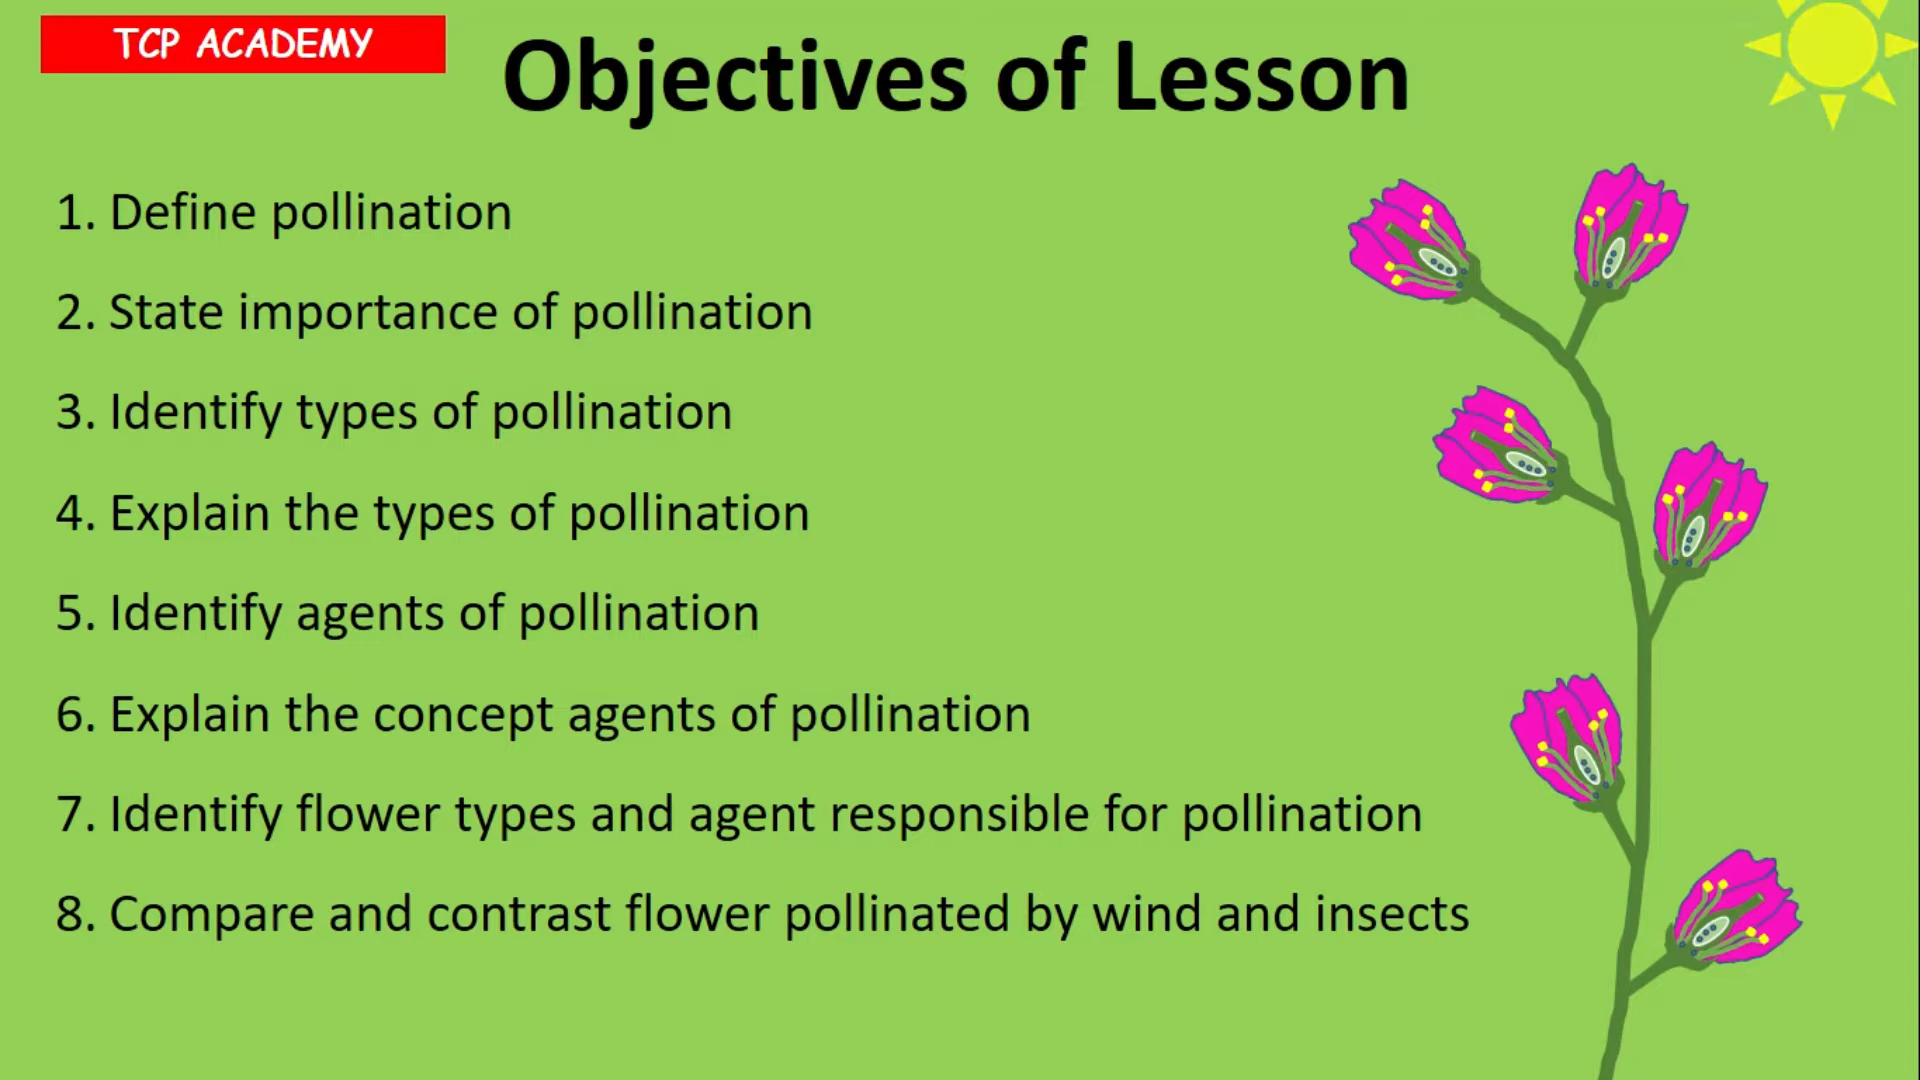 TCP ACADEMY
Objectives of Lesson
1. Define pollination
2. State importance of pollination
3. Identify types of pollination
4. Explain the types of pollination
5. Identify agents of pollination
6. Explain the concept agents of pollination
7. Identify flower types and agent responsible for pollination
8. Compare and contrast flower pollinated by wind and insects